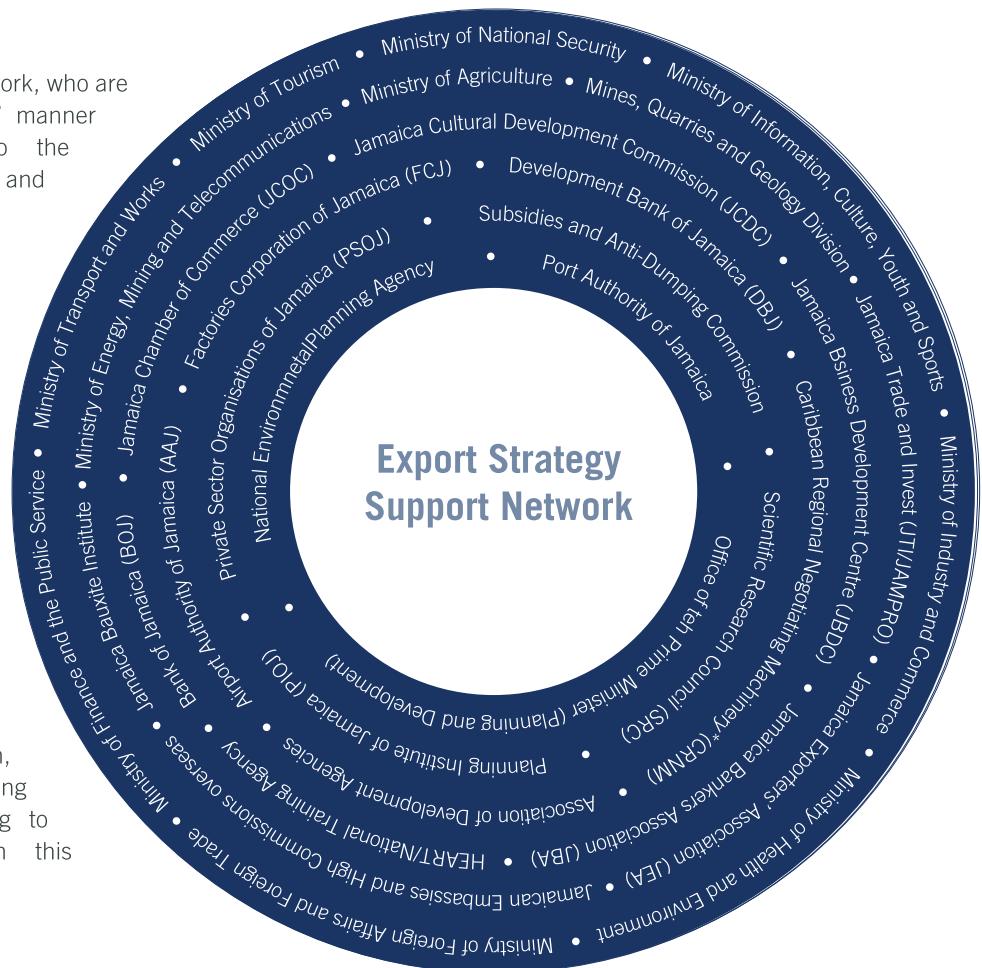 ork, who are
manner
o the
and
Ministry of National Security • Ministry of Information, Culture, Youth and Sports • Ministry of Industry and Commerce • Ministry of Health and Environment • Ministry of Foreign Affairs and Foreign Trade • Ministry of Finance and the Public Service • Ministry of Transport and Works • Ministry of Tourism •
Ministry of Agriculture • Mines, Quarries and Geology Division • Jamaica Trade and Invest (JTI/JAMPRO) • Jamaica Exporters' Association (JEA) • Jamaican Embassies and High Commissions overseas • Jamaica Bauxite Institute • Ministry of Energy, Mining and Telecommunications •
Jamaica Cultural Development Commission (JCDC) • Jamaica Bsiness Development Centre (JBDC) • Jamaica Bankers Association (JBA) • HEART/National Training Agency • Bank of Jamaica (BOJ) • Jamaica Chamber of Commerce (JCOC) •
Development Bank of Jamaica (DBJ) • Caribbean Regional Negotiating Machinery*(CRNM) • Association of Development Agencies • Airport Authority of Jamaica (AAJ) • Factories Corporation of Jamaica (FCJ) •
Subsidies and Anti-Dumping Commission • Scientific Research Council (SRC) • Planning Institute of Jamaica (PIOJ) • Private Sector Organisations of Jamaica (PSOJ) •
Port Authority of Jamaica • Office of teh Prime Minister (Planning and Development) • National EnvironmnetalPlanning Agency •
Export Strategy
Support Network
ng
g to
this